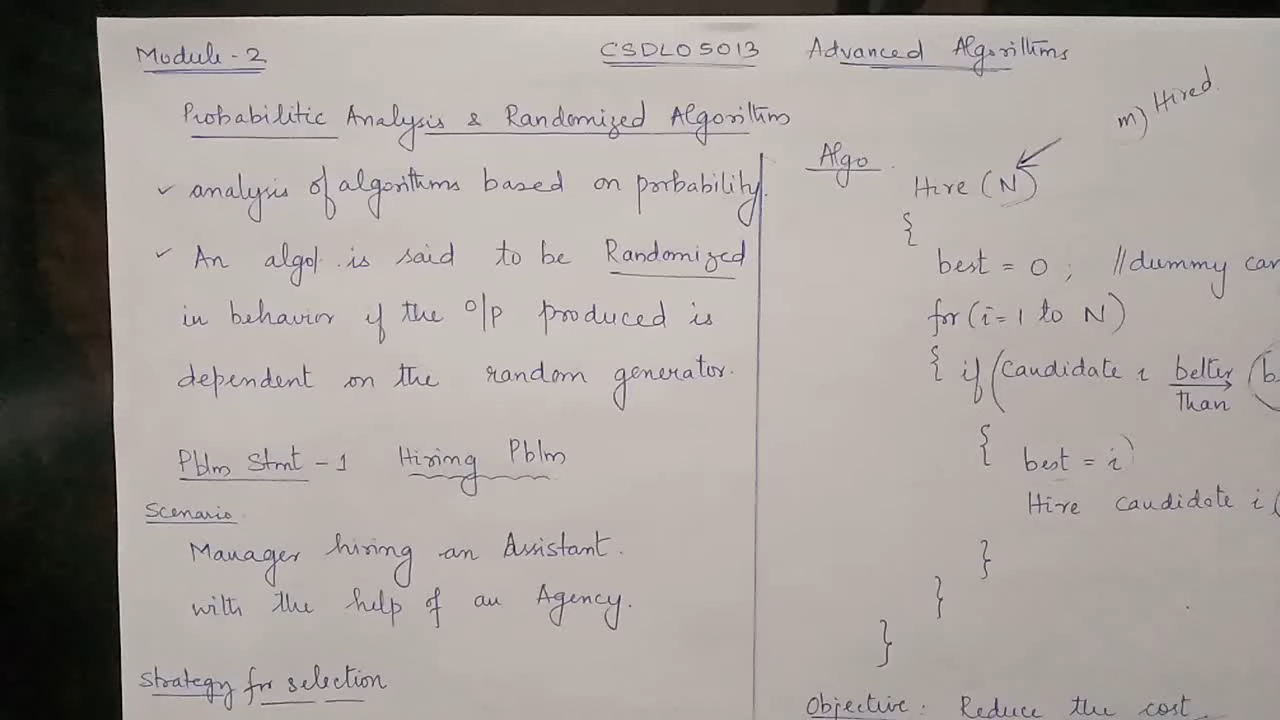 Module - 2
CSDLO5013 Advanced Algorithms
Probabilitic Analysis & Randomized Algorithms
✓ analysis of algorithms based on porbability.
✓ An algo. is said to be Randomized
in behavior if the o/p produced is
dependent on the random generator.
Pblm Stmt - 1 Hiring Pblm
Scenario
Manager hiring an Assistant.
with the help of an Agency.
Strategy for selection
m) Hired.
Algo
Hire (N)
{
best = 0 ; //dummy can
for (i = 1 to N)
{ if (Candidate i better
than
{
best = i
Hire candidate i (
}
}
}
Objective : Reduce the cost